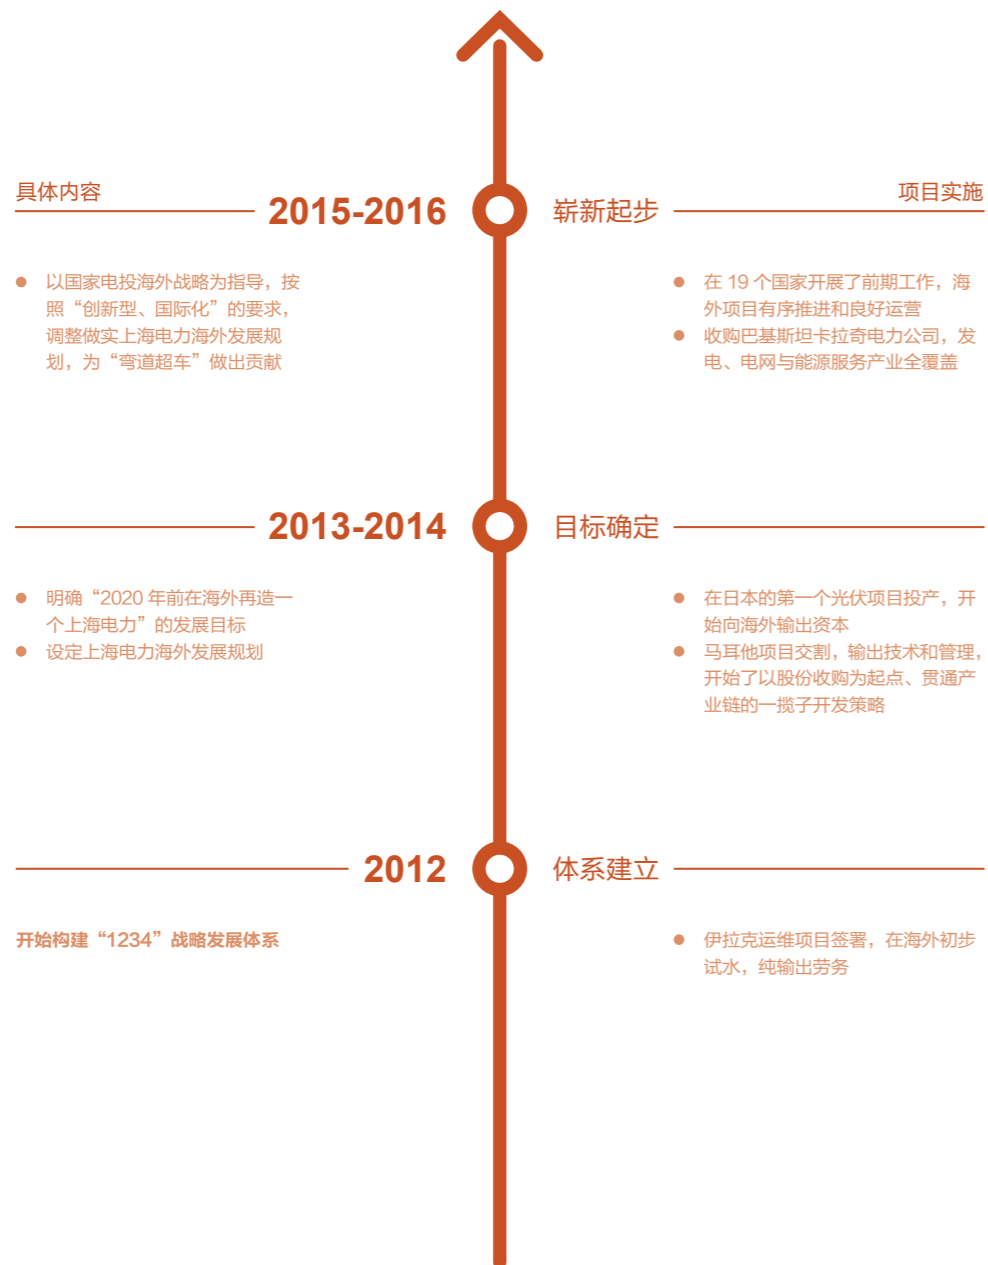 具体内容
项目实施
2015-2016
崭新起步
以国家电投海外战略为指导，按
照“创新型、国际化”的要求，
调整做实上海电力海外发展规
划，为“弯道超车”做出贡献
在 19 个国家开展了前期工作，海
外项目有序推进和良好运营
收购巴基斯坦卡拉奇电力公司，发
电、电网与能源服务产业全覆盖
2013-2014
目标确定
明确“2020 年前在海外再造一
个上海电力”的发展目标
设定上海电力海外发展规划
在日本的第一个光伏项目投产，开
始向海外输出资本
马耳他项目交割，输出技术和管理，
开始了以股份收购为起点、贯通产
业链的一揽子开发策略
2012
体系建立
开始构建“1234”战略发展体系
伊拉克运维项目签署，在海外初步
试水，纯输出劳务